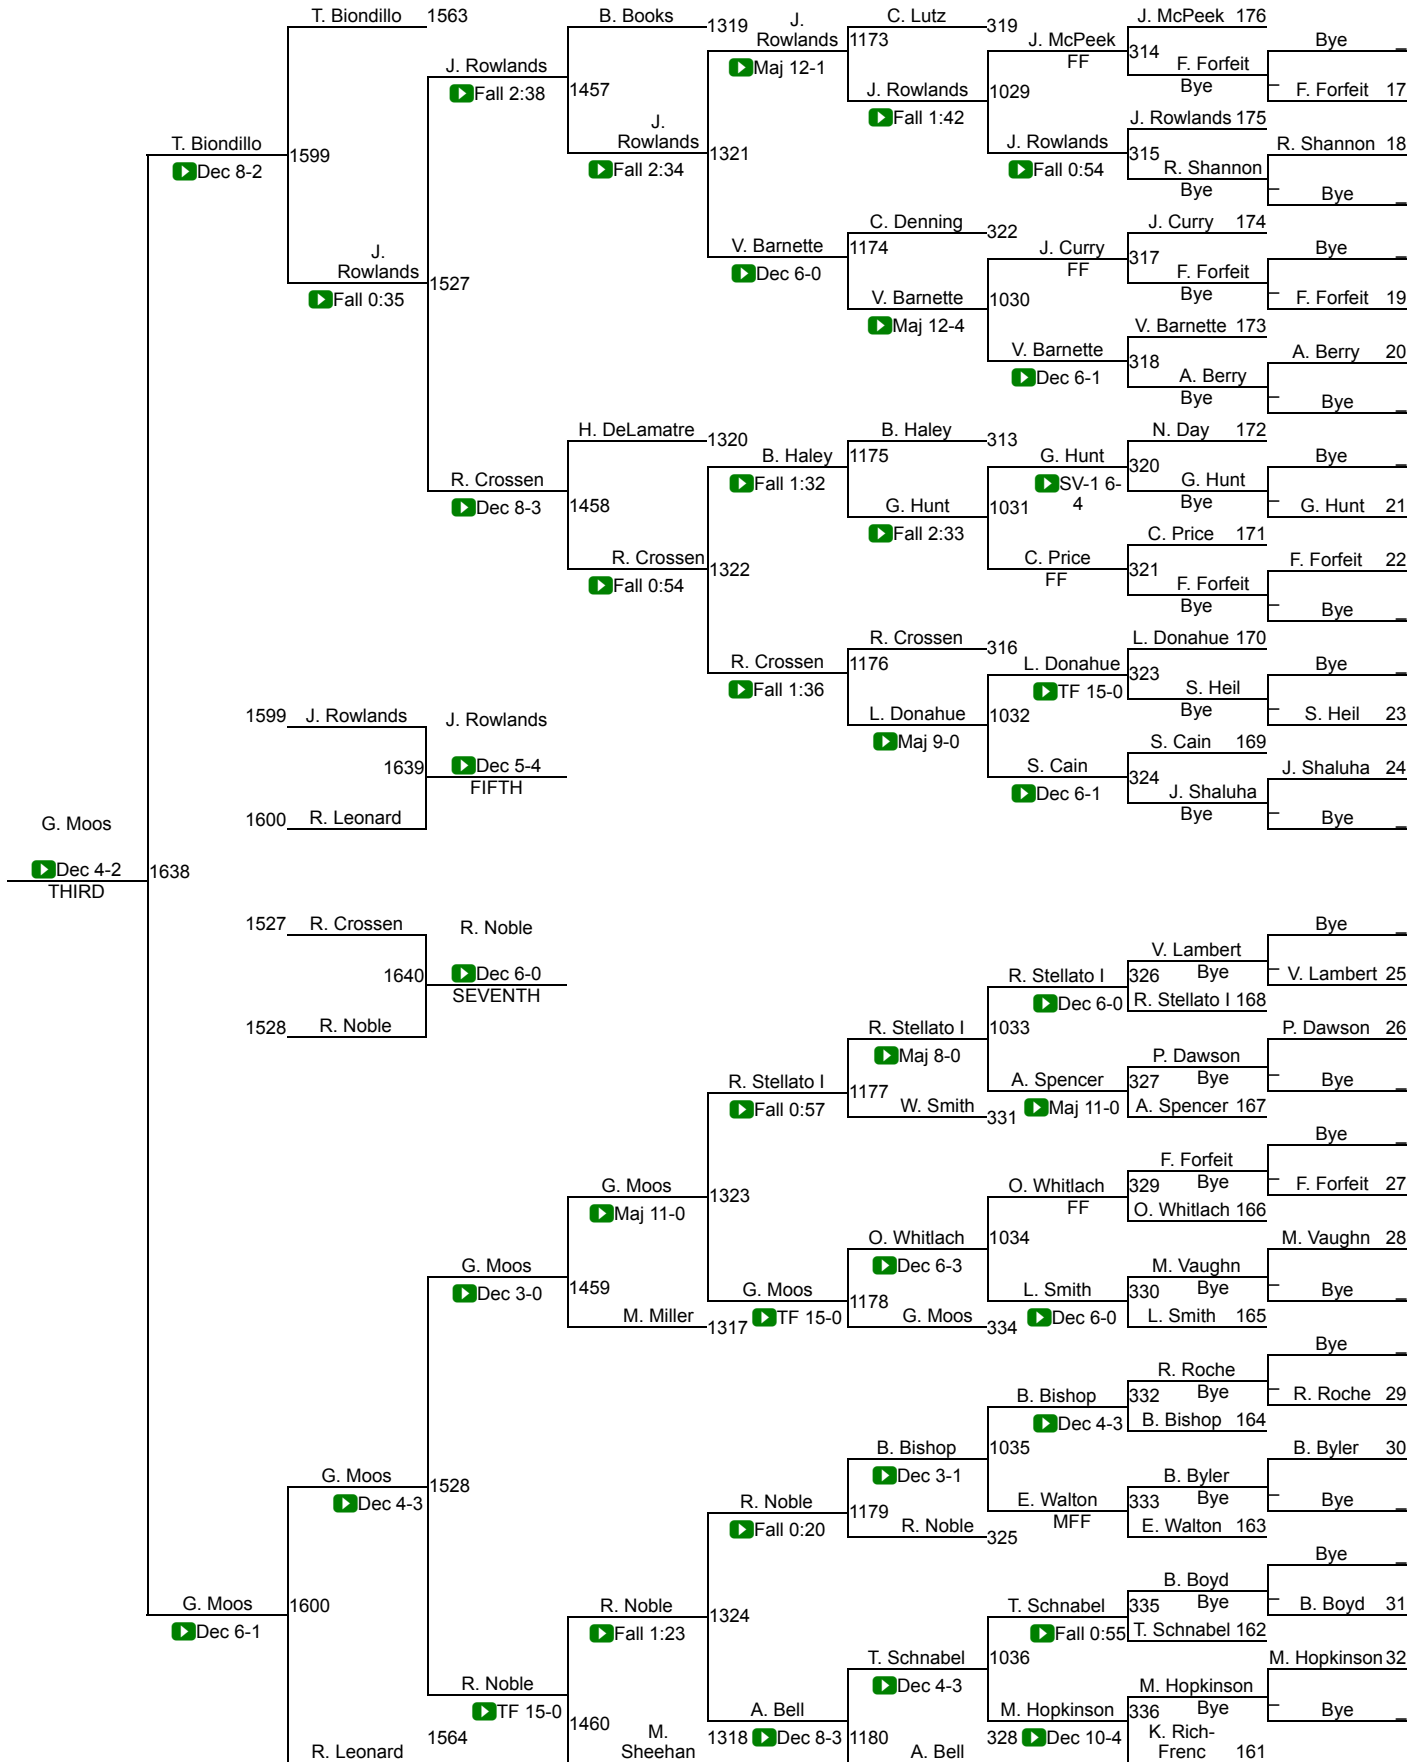 T. Biondillo 1563
B. Books
1319
J. Rowlands
C. Lutz
319
J. McPeek 176
Bye _
J. McPeek
FF
314
F. Forfeit
Bye
F. Forfeit 17
Maj 12-1
1173
J. Rowlands
Fall 2:38
1457
J. Rowlands
Fall 1:42
1029
J. Rowlands 175
R. Shannon 18
J. Rowlands
Fall 0:54
315
R. Shannon
Bye
_ Bye _
T. Biondillo
Dec 8-2
1599
J. Rowlands
Fall 2:34
1321
C. Denning
322
J. Curry 174
Bye _
J. Curry
FF
317
F. Forfeit
Bye
F. Forfeit 19
V. Barnette
Dec 6-0
1174
J. Rowlands
Fall 0:35
1527
V. Barnette
Maj 12-4
1030
V. Barnette 173
A. Berry 20
V. Barnette
Dec 6-1
318
A. Berry
Bye
_ Bye _
H. DeLamatre
1320
B. Haley
313
N. Day 172
Bye _
B. Haley
Fall 1:32
1175
G. Hunt
SV-1 6-
4
320
G. Hunt
Bye
_ G. Hunt 21
R. Crossen
Dec 8-3
1458
G. Hunt
Fall 2:33
1031
C. Price 171
F. Forfeit 22
R. Crossen
Fall 0:54
1322
C. Price
FF
321
F. Forfeit
Bye
_ Bye _
R. Crossen
316
L. Donahue 170
Bye _
R. Crossen
Fall 1:36
1176
L. Donahue
TF 15-0
323
S. Heil
Bye
_ S. Heil 23
1599 J. Rowlands
J. Rowlands
L. Donahue
Maj 9-0
1032
S. Cain 169
J. Shaluha 24
1639
Dec 5-4
FIFTH
S. Cain
Dec 6-1
324
J. Shaluha
Bye
_ Bye _
1600 R. Leonard
G. Moos
Dec 4-2
THIRD
1638
1527 R. Crossen
R. Noble
Bye _
1640
Dec 6-0
SEVENTH
V. Lambert
326
Bye
_ V. Lambert 25
R. Stellato I
Dec 6-0
R. Stellato I 168
1528 R. Noble
R. Stellato I
Maj 8-0
1033
P. Dawson 26
P. Dawson
327
Bye
_ Bye _
A. Spencer
Maj 11-0
A. Spencer 167
R. Stellato I
Fall 0:57
1177
W. Smith
331
Bye _
F. Forfeit
329
Bye
_ F. Forfeit 27
G. Moos
Maj 11-0
1323
O. Whitlach
FF
O. Whitlach 166
O. Whitlach
Dec 6-3
1034
M. Vaughn 28
M. Vaughn
330
Bye
_ Bye _
L. Smith
Dec 6-0
L. Smith 165
G. Moos
Dec 3-0
1459
G. Moos
TF 15-0
1178
G. Moos
334
M. Miller
1317
Bye _
R. Roche
332
Bye
_ R. Roche 29
B. Bishop
Dec 4-3
B. Bishop 164
B. Bishop
Dec 3-1
1035
B. Byler 30
B. Byler
333
Bye
_ Bye _
E. Walton
MFF
E. Walton 163
G. Moos
Dec 4-3
1528
R. Noble
Fall 0:20
1179
R. Noble
325
Bye _
B. Boyd
335
Bye
_ B. Boyd 31
G. Moos
Dec 6-1
1600
R. Noble
Fall 1:23
1324
T. Schnabel
Fall 0:55
T. Schnabel 162
T. Schnabel
Dec 4-3
1036
M. Hopkinson 32
R. Noble
TF 15-0
1460
A. Bell
Dec 8-3
1180
M. Hopkinson
Dec 10-4
336
M. Hopkinson
Bye
_ Bye _
R. Leonard
1564
M. Sheehan
1318
A. Bell
328
K. Rich-
Frenc 161